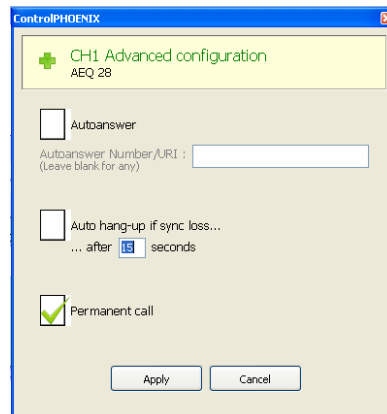 ControlPHOENIX
CH1 Advanced configuration
AEQ 28
Autoanswer
Autoanswer Number/URI :
(Leave blank for any)
Auto hang-up if sync loss...
... after 15 seconds
Permanent call
Apply Cancel